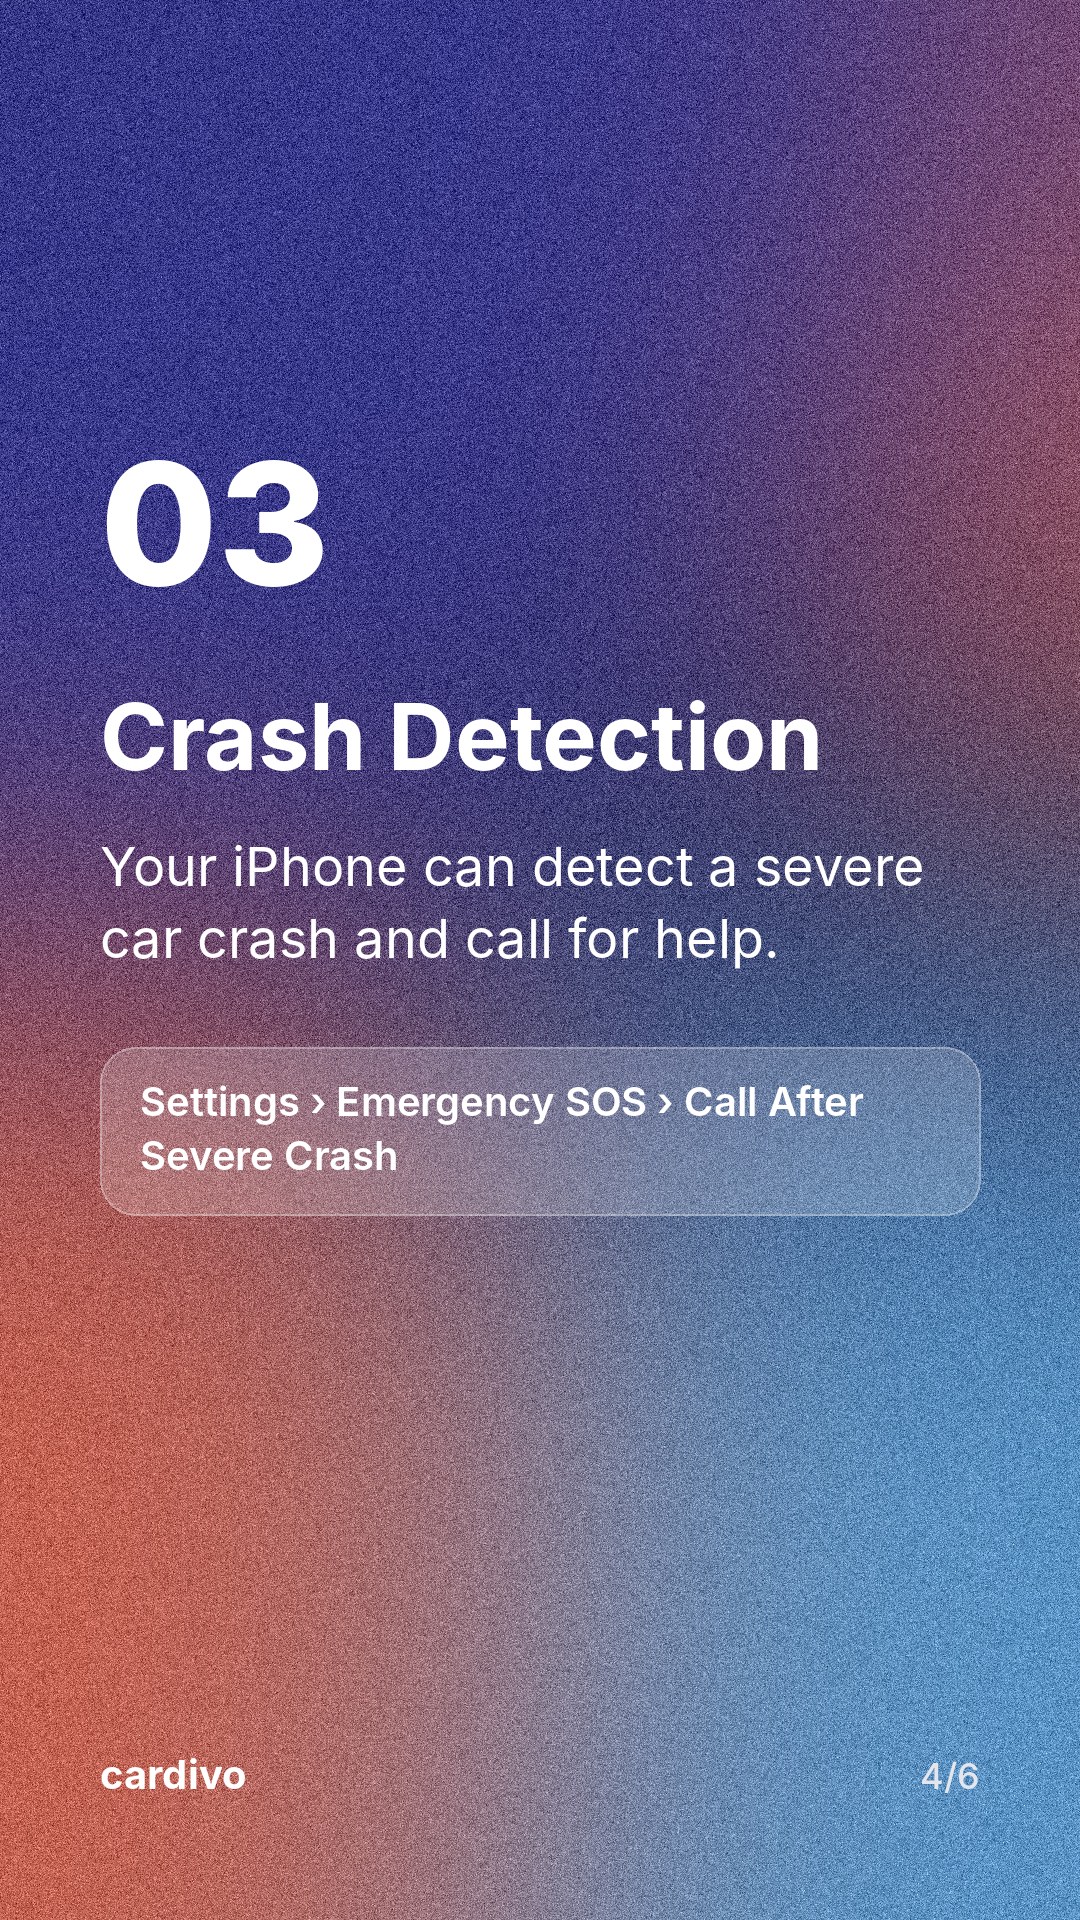 03
Crash Detection
Your iPhone can detect a severe
car crash and call for help.
Settings › Emergency SOS › Call After
Severe Crash
cardivo
4/6